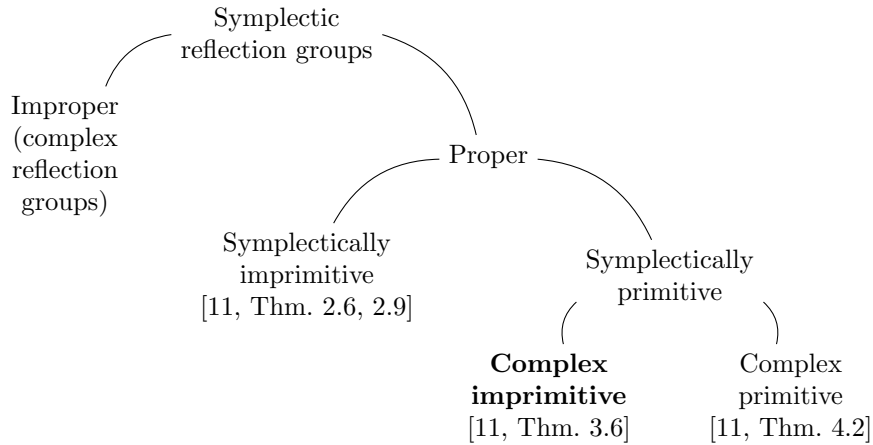 Symplectic
reflection groups
Improper
(complex
reflection
groups)
Proper
Symplectically
imprimitive
[11, Thm. 2.6, 2.9]
Symplectically
primitive
Complex
imprimitive
[11, Thm. 3.6]
Complex
primitive
[11, Thm. 4.2]